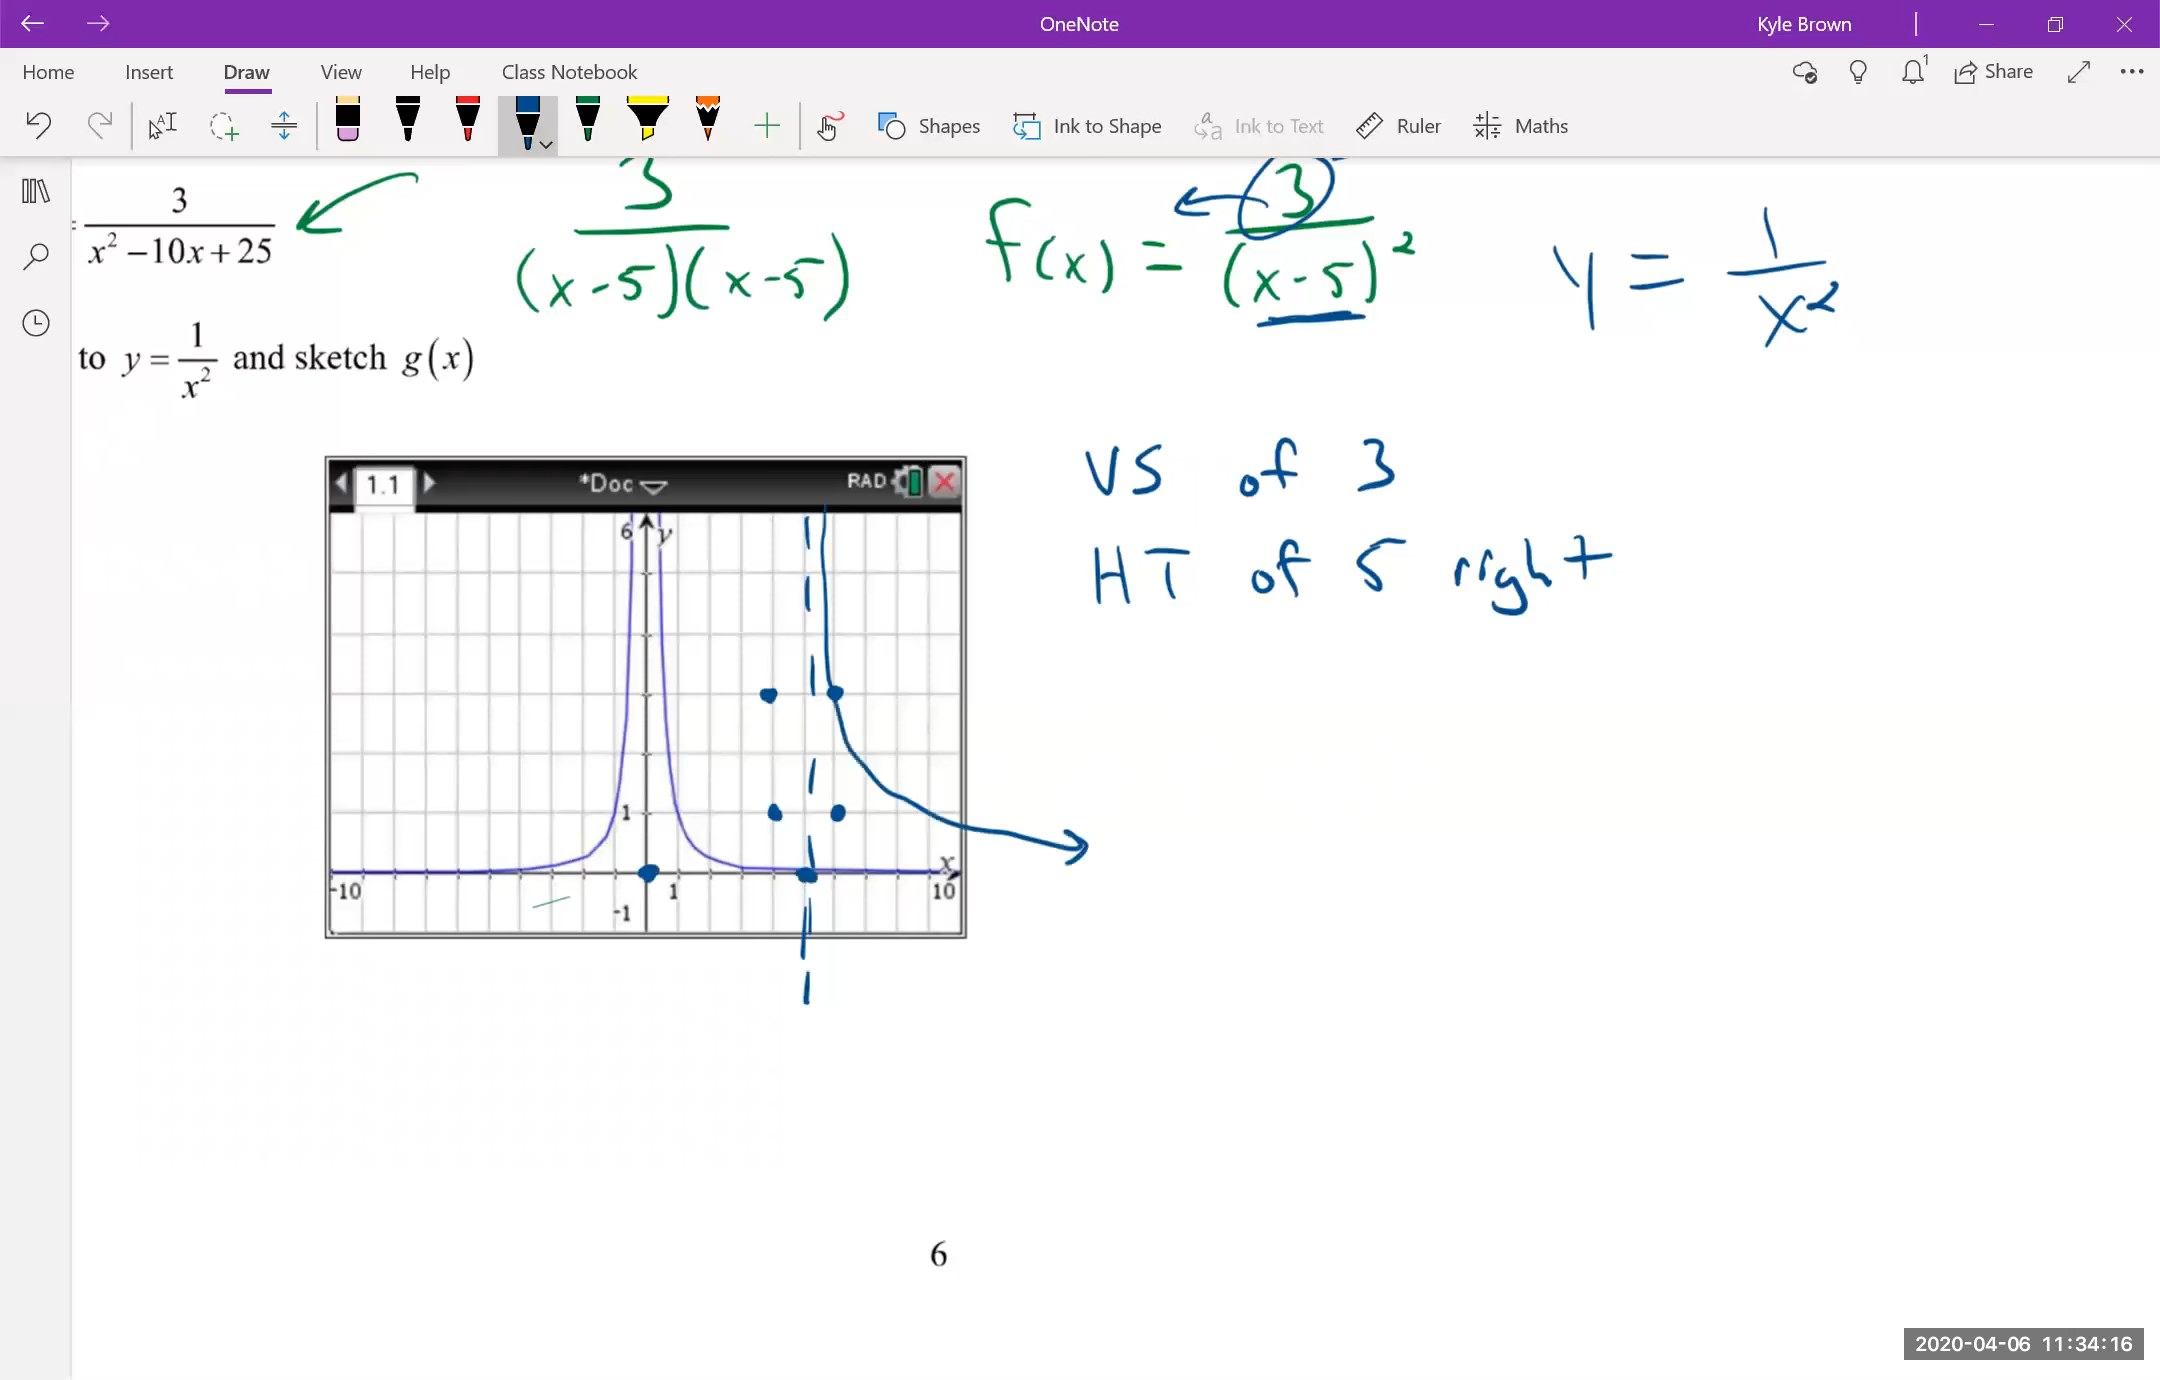 OneNote
Kyle Brown
Home Insert Draw View Help Class Notebook
1
Share
Shapes Ink to Shape Ink to Text Ruler Maths
= 3 / x² − 10x + 25
3 / (x-5)(x-5)
f(x) = 3 / (x-5)²
y = 1 / x²
to y = 1 / x² and sketch g(x)
VS of 3
HT of 5 right
1.1 *Doc RAD
6 y
1
x
-10 1 10
-1
6
2020-04-06 11:34:16